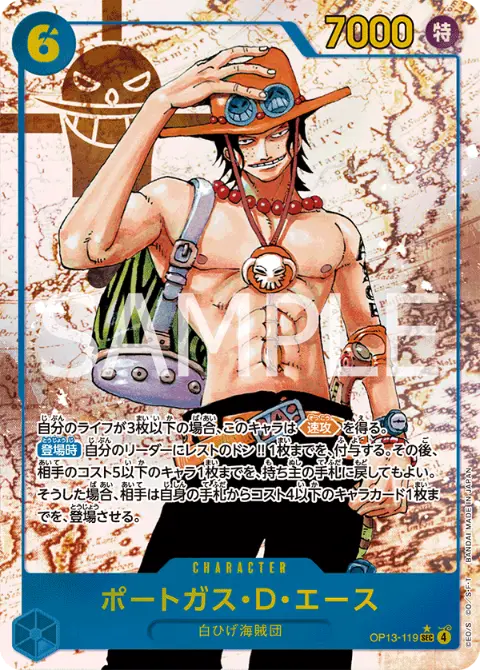 6
7000
特
SAMPLE
自分のライフが3枚以下の場合、このキャラは 速攻 を得る。
登場時 自分のリーダーにレストのドン!!1枚までを、付与する。その後、
相手のコスト5以下のキャラ1枚までを、持ち主の手札に戻してもよい。
そうした場合、相手は自身の手札からコスト4以下のキャラカード1枚ま
でを、登場させる。
CHARACTER
ポートガス・D・エース
白ひげ海賊団
OP13-119 SEC 4
©E.O/S ©O/S・F・T BANDAI MADE IN JAPAN